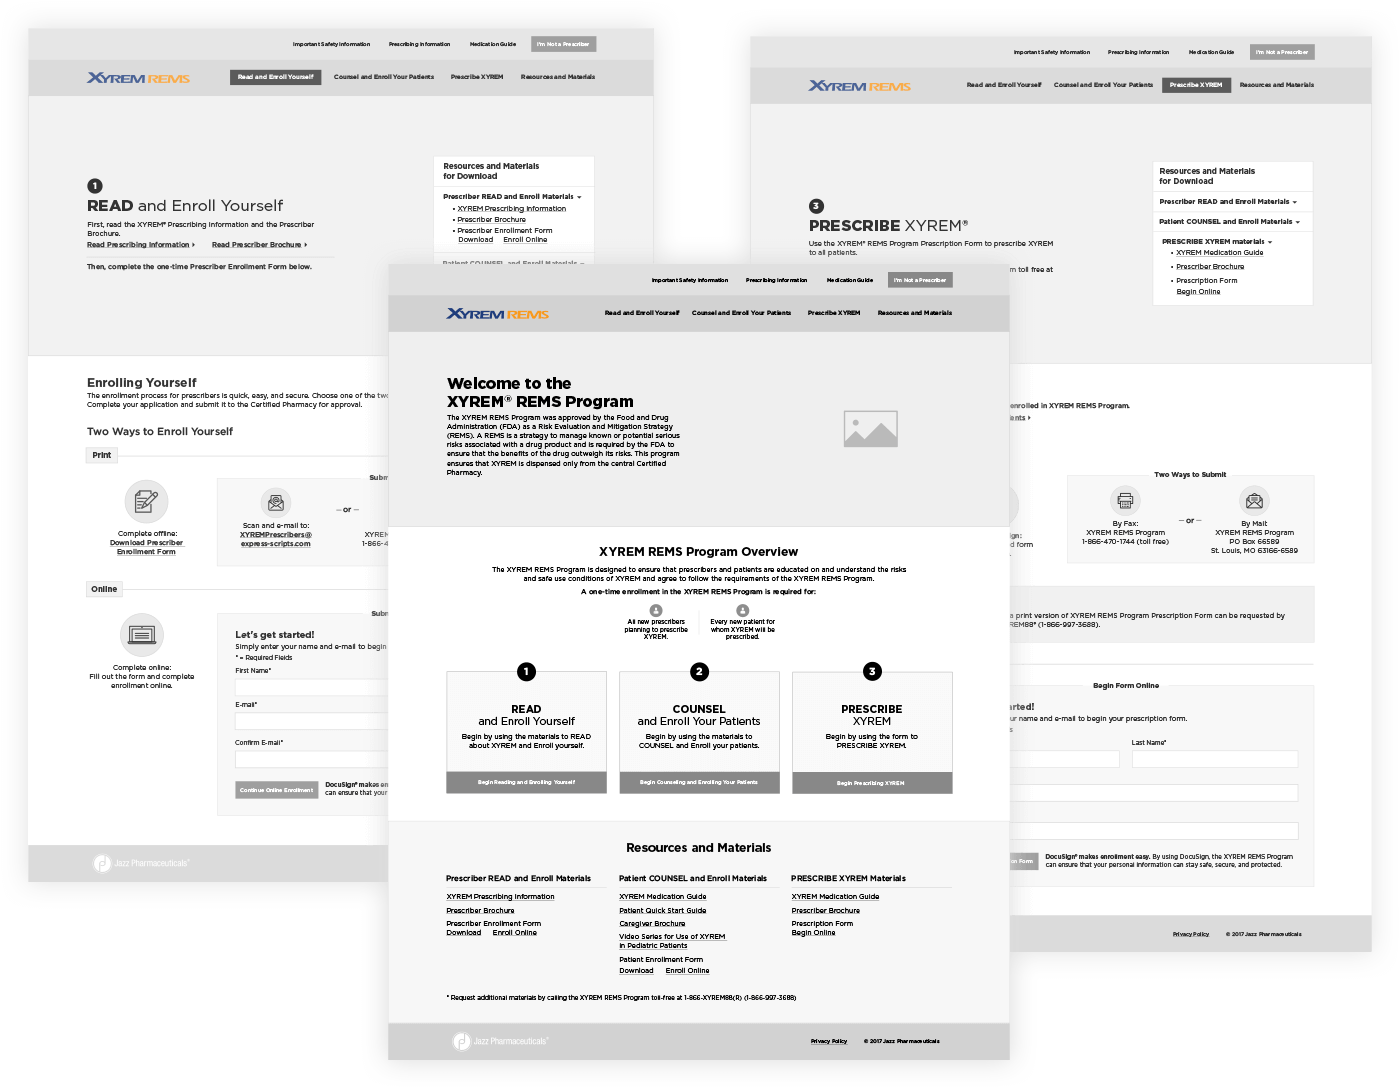 Important Safety Information Prescribing Information Medication Guide I'm Not a Prescriber
XYREM REMS Read and Enroll Yourself Counsel and Enroll Your Patients Prescribe XYREM Resources and Materials
1
READ and Enroll Yourself
First, read the XYREM® Prescribing Information and the Prescriber
Brochure.
Read Prescribing Information Read Prescriber Brochure
Then, complete the one-time Prescriber Enrollment Form below.
Resources and Materials
for Download
Prescriber READ and Enroll Materials
• XYREM Prescribing Information
• Prescriber Brochure
• Prescriber Enrollment Form
Download Enroll Online
Patient COUNSEL and Enroll Materials
Enrolling Yourself
The enrollment process for prescribers is quick, easy, and secure. Choose one of the two
Complete your application and submit it to the Certified Pharmacy for approval.
Two Ways to Enroll Yourself
Print
Complete offline:
Download Prescriber
Enrollment Form
Subm
Scan and e-mail to:
XYREMPrescribers@
express-scripts.com
— or —
XYREM
1-866-4
Online
Complete online:
Fill out the form and complete
enrollment online.
Subm
Let's get started!
Simply enter your name and e-mail to begin
* = Required Fields
First Name*
E-mail*
Confirm E-mail*
Continue Online Enrollment
DocuSign® makes en
can ensure that your
Jazz Pharmaceuticals™
Important Safety Information Prescribing Information Medication Guide I'm Not a Prescriber
XYREM REMS Read and Enroll Yourself Counsel and Enroll Your Patients Prescribe XYREM Resources and Materials
Welcome to the
XYREM® REMS Program
The XYREM REMS Program was approved by the Food and Drug
Administration (FDA) as a Risk Evaluation and Mitigation Strategy
(REMS). A REMS is a strategy to manage known or potential serious
risks associated with a drug product and is required by the FDA to
ensure that the benefits of the drug outweigh its risks. This program
ensures that XYREM is dispensed only from the central Certified
Pharmacy.
XYREM REMS Program Overview
The XYREM REMS Program is designed to ensure that prescribers and patients are educated on and understand the risks
and safe use conditions of XYREM and agree to follow the requirements of the XYREM REMS Program.
A one-time enrollment in the XYREM REMS Program is required for:
All new prescribers
planning to prescribe
XYREM.
Every new patient for
whom XYREM will be
prescribed.
1
READ
and Enroll Yourself
Begin by using the materials to READ
about XYREM and Enroll yourself.
Begin Reading and Enrolling Yourself
2
COUNSEL
and Enroll Your Patients
Begin by using the materials to
COUNSEL and Enroll your patients.
Begin Counseling and Enrolling Your Patients
3
PRESCRIBE
XYREM
Begin by using the form to
PRESCRIBE XYREM.
Begin Prescribing XYREM
Resources and Materials
Prescriber READ and Enroll Materials
XYREM Prescribing Information
Prescriber Brochure
Prescriber Enrollment Form
Download Enroll Online
Patient COUNSEL and Enroll Materials
XYREM Medication Guide
Patient Quick Start Guide
Caregiver Brochure
Video Series for Use of XYREM
in Pediatric Patients
Patient Enrollment Form
Download Enroll Online
PRESCRIBE XYREM Materials
XYREM Medication Guide
Prescriber Brochure
Prescription Form
Begin Online
* Request additional materials by calling the XYREM REMS Program toll-free at 1-866-XYREM88(R) (1-866-997-3688)
Jazz Pharmaceuticals™ Privacy Policy © 2017 Jazz Pharmaceuticals
Important Safety Information Prescribing Information Medication Guide I'm Not a Prescriber
XYREM REMS Read and Enroll Yourself Counsel and Enroll Your Patients Prescribe XYREM Resources and Materials
3
PRESCRIBE XYREM®
Use the XYREM® REMS Program Prescription Form to prescribe XYREM
to all patients.
m toll free at
Resources and Materials
for Download
Prescriber READ and Enroll Materials
Patient COUNSEL and Enroll Materials
PRESCRIBE XYREM materials
• XYREM Medication Guide
• Prescriber Brochure
• Prescription Form
Begin Online
enrolled in XYREM REMS Program.
ents
Two Ways to Submit
By Fax:
XYREM REMS Program
1-866-470-1744 (toll free)
— or —
By Mail:
XYREM REMS Program
PO Box 66589
St. Louis, MO 63166-6589
gn:
d form
a print version of XYREM REMS Program Prescription Form can be requested by
REM88® (1-866-997-3688).
Begin Form Online
arted!
ur name and e-mail to begin your prescription form.
s
Last Name*
on Form
DocuSign® makes enrollment easy. By using DocuSign, the XYREM REMS Program
can ensure that your personal information can stay safe, secure, and protected.
Privacy Policy © 2017 Jazz Pharmaceuticals